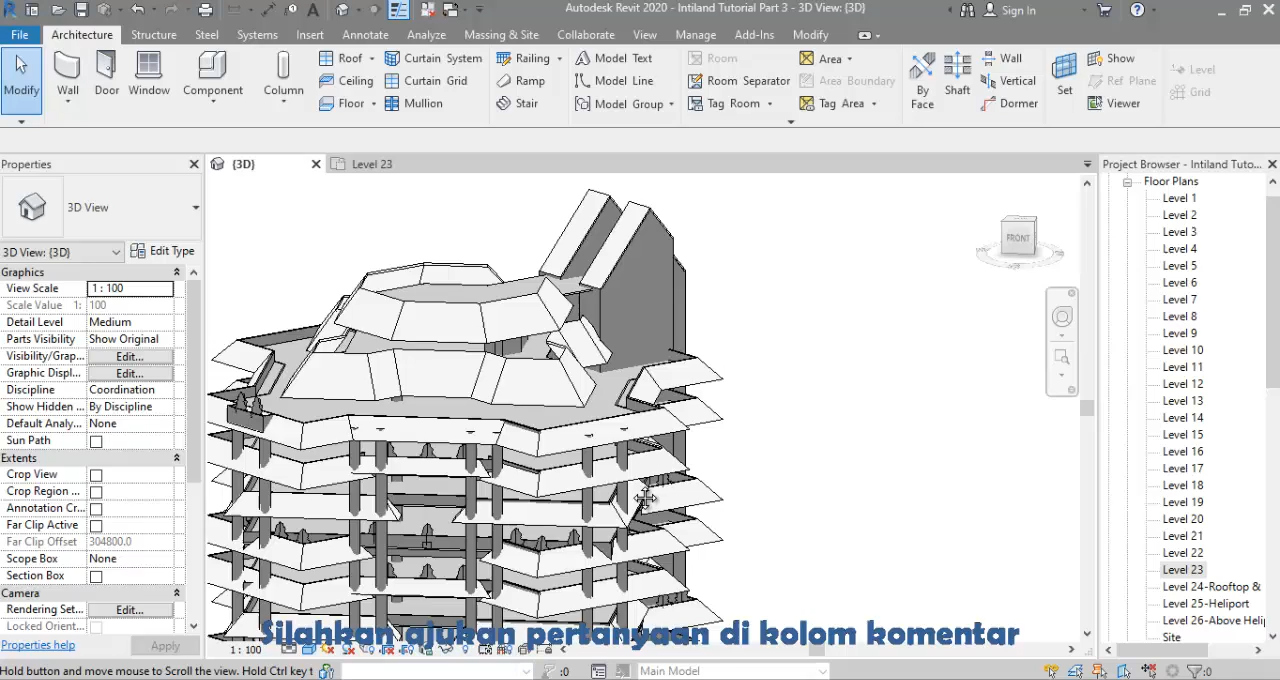 Autodesk Revit 2020 - Intiland Tutorial Part 3 - 3D View: {3D}
Sign In
File Architecture Structure Steel Systems Insert Annotate Analyze Massing & Site Collaborate View Manage Add-Ins Modify
Modify
Wall
Door
Window
Component
Column
Roof
Ceiling
Floor
Curtain System
Curtain Grid
Mullion
Railing
Ramp
Stair
Model Text
Model Line
Model Group
Room
Room Separator
Tag Room
Area
Area Boundary
Tag Area
By
Face
Shaft
Wall
Vertical
Dormer
Set
Show
Ref Plane
Viewer
Level
Grid
Properties
{3D}
Level 23
Project Browser - Intiland Tuto...
3D View
3D View: {3D}
Edit Type
Graphics
View Scale 1 : 100
Scale Value 1: 100
Detail Level Medium
Parts Visibility Show Original
Visibility/Grap... Edit...
Graphic Displ... Edit...
Discipline Coordination
Show Hidden ... By Discipline
Default Analy... None
Sun Path
Extents
Crop View
Crop Region ...
Annotation Cr...
Far Clip Active
Far Clip Offset 304800.0
Scope Box None
Section Box
Camera
Rendering Set... Edit...
Locked Orient...
Properties help
Apply
FRONT
Floor Plans
Level 1
Level 2
Level 3
Level 4
Level 5
Level 6
Level 7
Level 8
Level 9
Level 10
Level 11
Level 12
Level 13
Level 14
Level 15
Level 16
Level 17
Level 18
Level 19
Level 20
Level 21
Level 22
Level 23
Level 24-Rooftop &
Level 25-Heliport
Level 26-Above Heli
Site
Silahkan ajukan pertanyaan di kolom komentar
1 : 100
Hold button and move mouse to Scroll the view. Hold Ctrl key t
:0
Main Model
:0